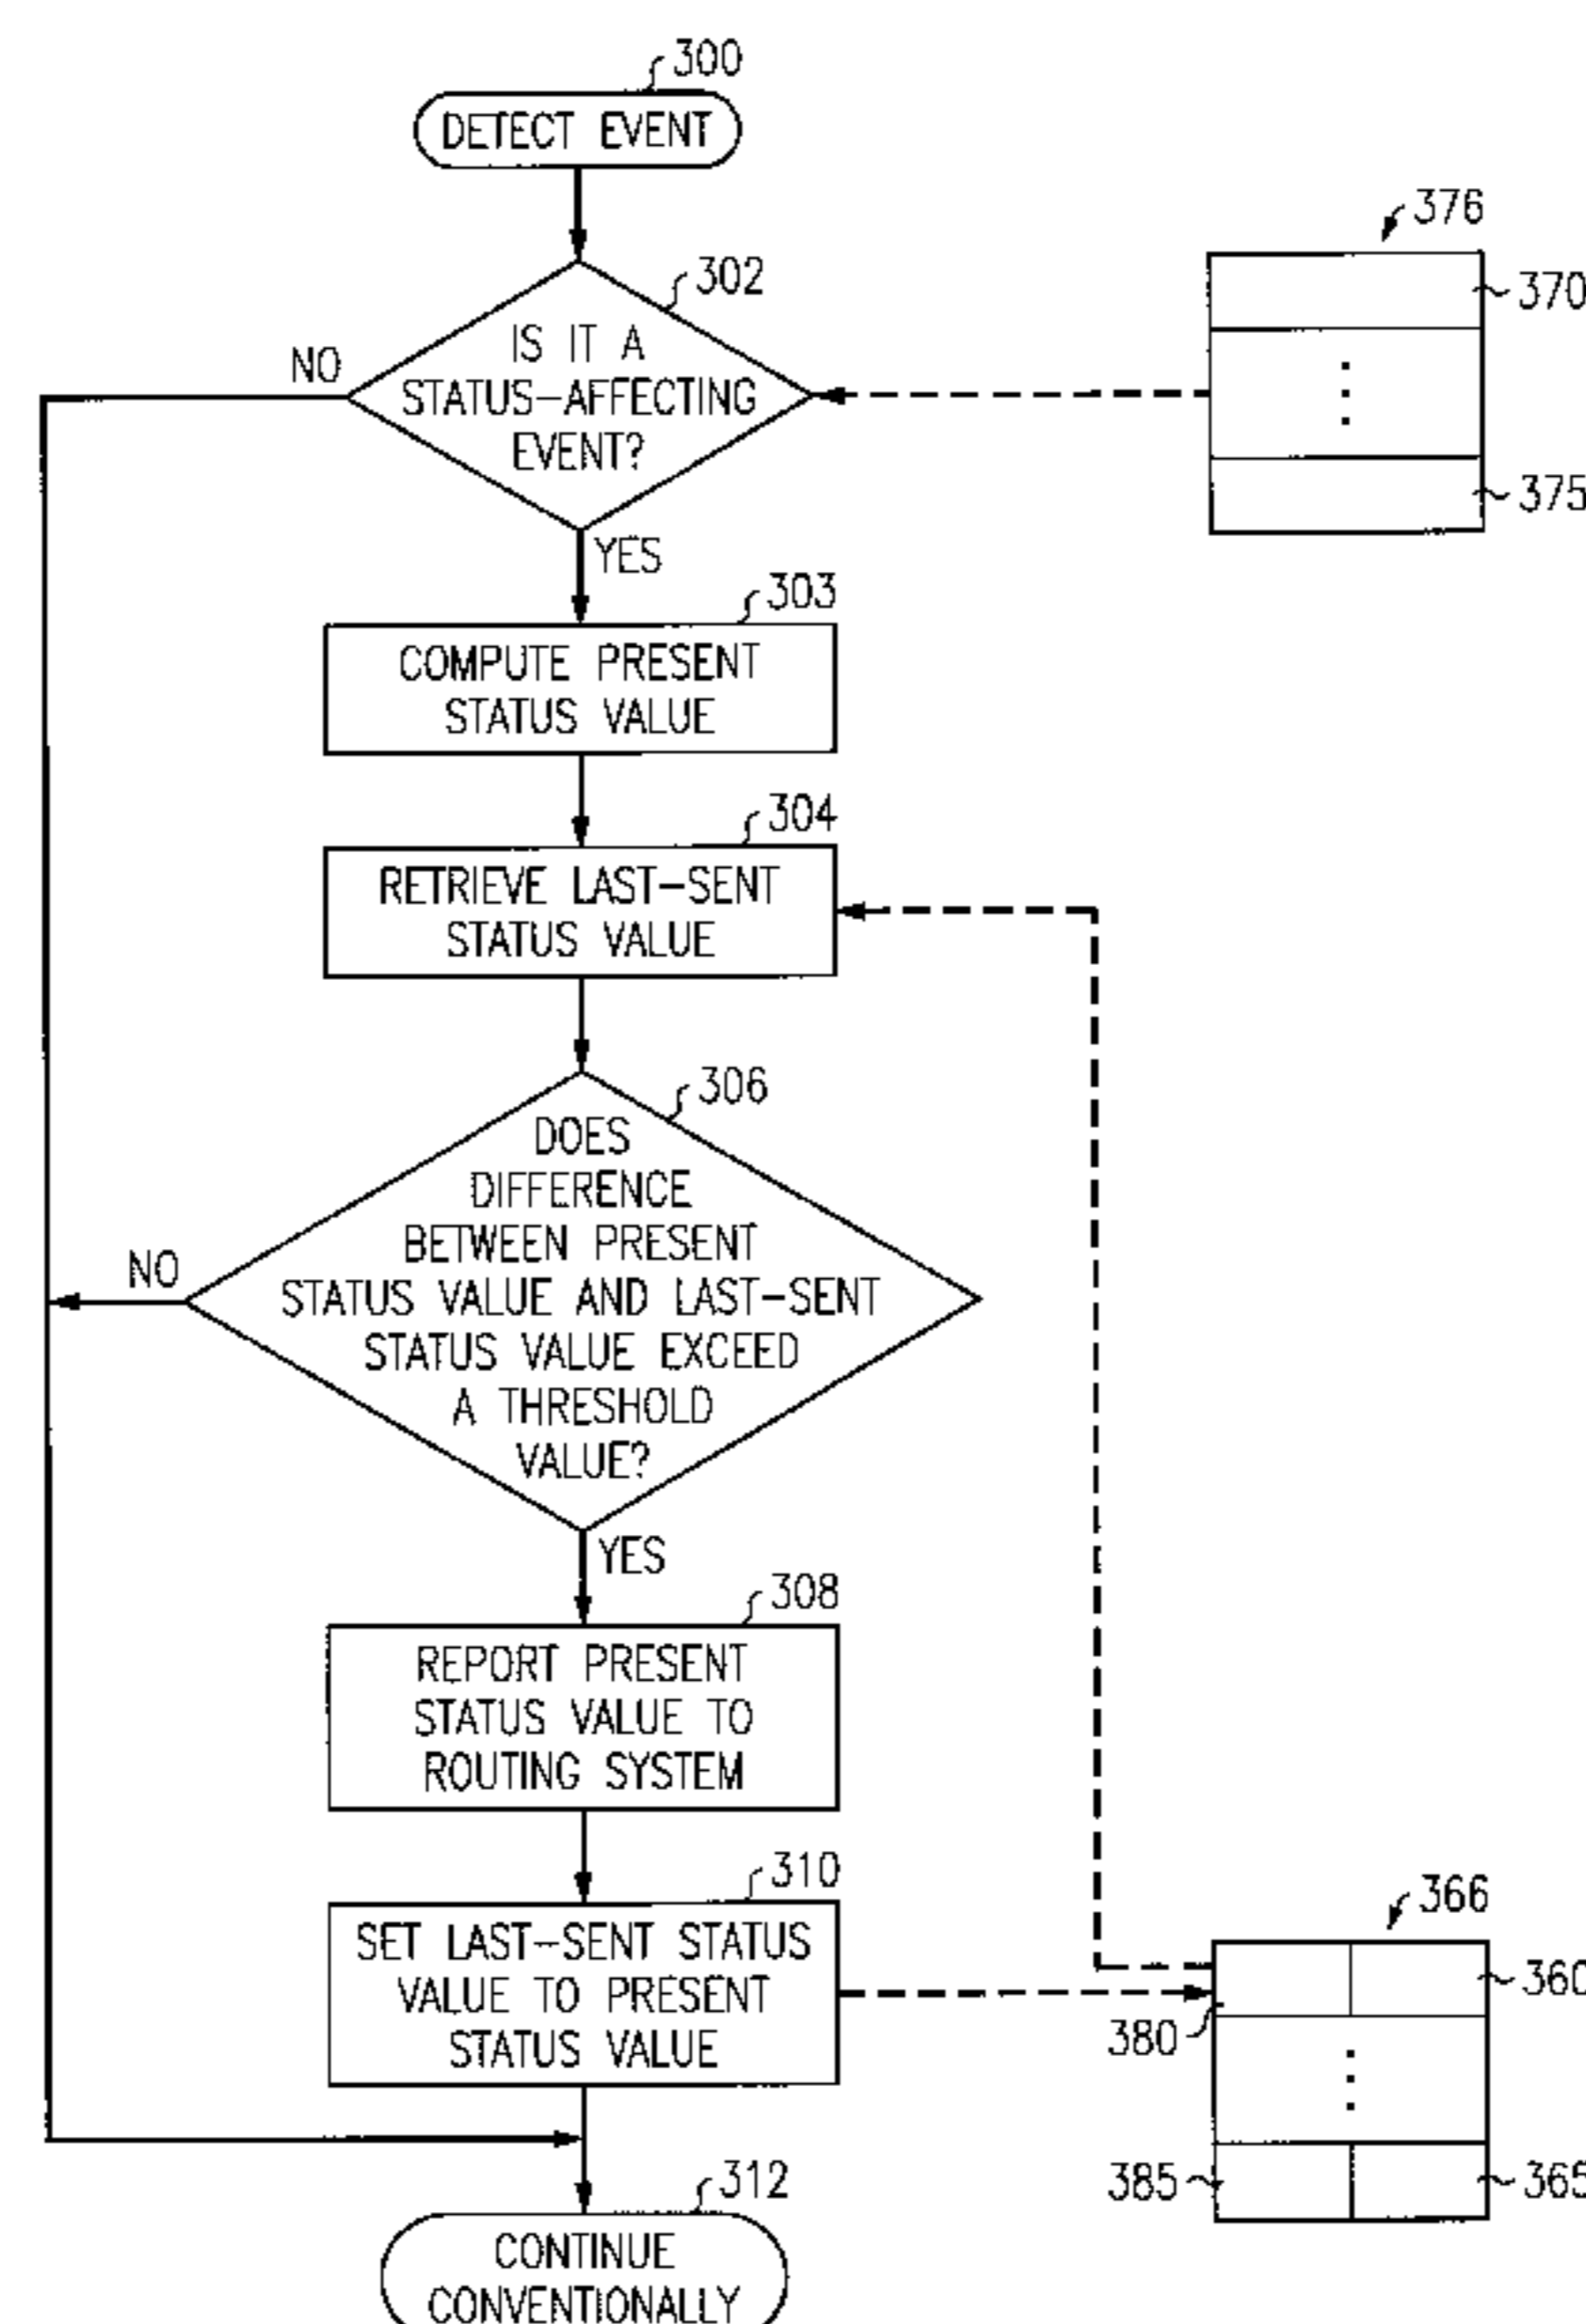 300
DETECT EVENT
376
302
370
IS IT A
STATUS-AFFECTING
EVENT?
NO
375
YES
303
COMPUTE PRESENT
STATUS VALUE
304
RETRIEVE LAST-SENT
STATUS VALUE
306
DOES
DIFFERENCE
BETWEEN PRESENT
STATUS VALUE AND LAST-SENT
STATUS VALUE EXCEED
A THRESHOLD
VALUE?
NO
YES
308
REPORT PRESENT
STATUS VALUE TO
ROUTING SYSTEM
310
SET LAST-SENT STATUS
VALUE TO PRESENT
STATUS VALUE
366
360
380
385
365
312
CONTINUE
CONVENTIONALLY